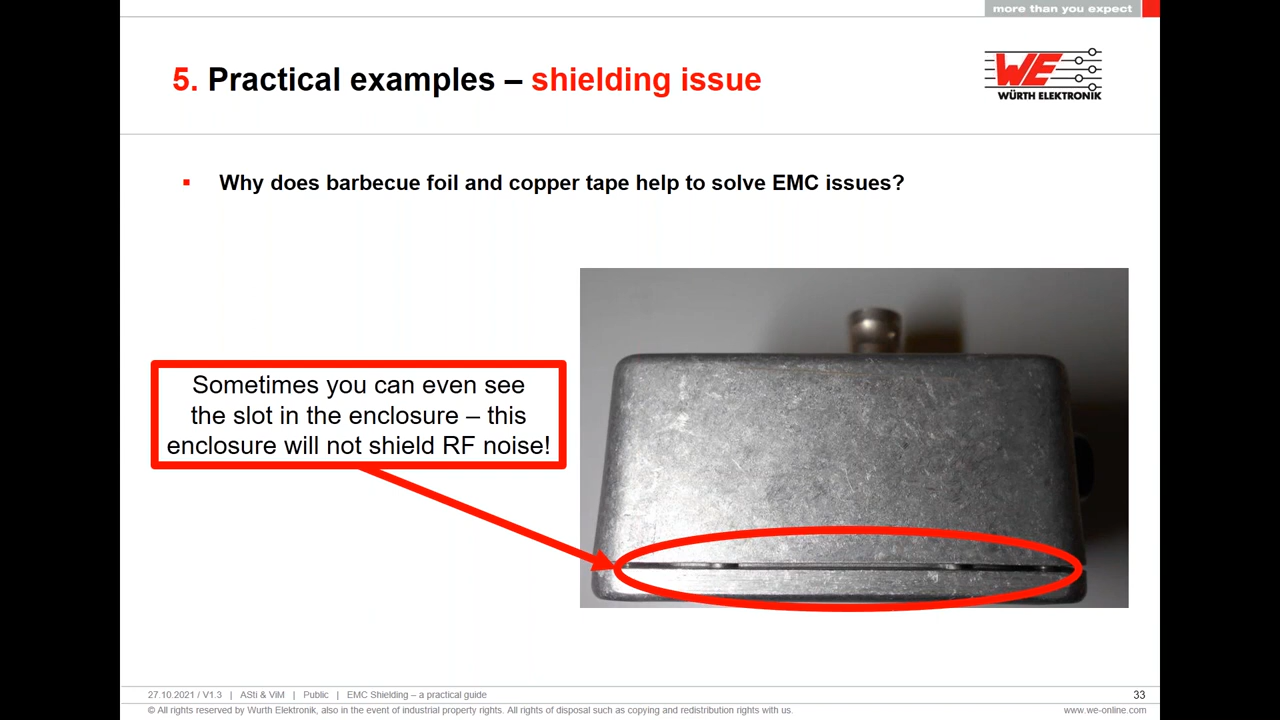 more than you expect
5. Practical examples – shielding issue
WE
WÜRTH ELEKTRONIK
▪ Why does barbecue foil and copper tape help to solve EMC issues?
Sometimes you can even see
the slot in the enclosure – this
enclosure will not shield RF noise!
27.10.2021 / V1.3 | ASti & ViM | Public | EMC Shielding – a practical guide
33
© All rights reserved by Wurth Elektronik, also in the event of industrial property rights. All rights of disposal such as copying and redistribution rights with us.
www.we-online.com